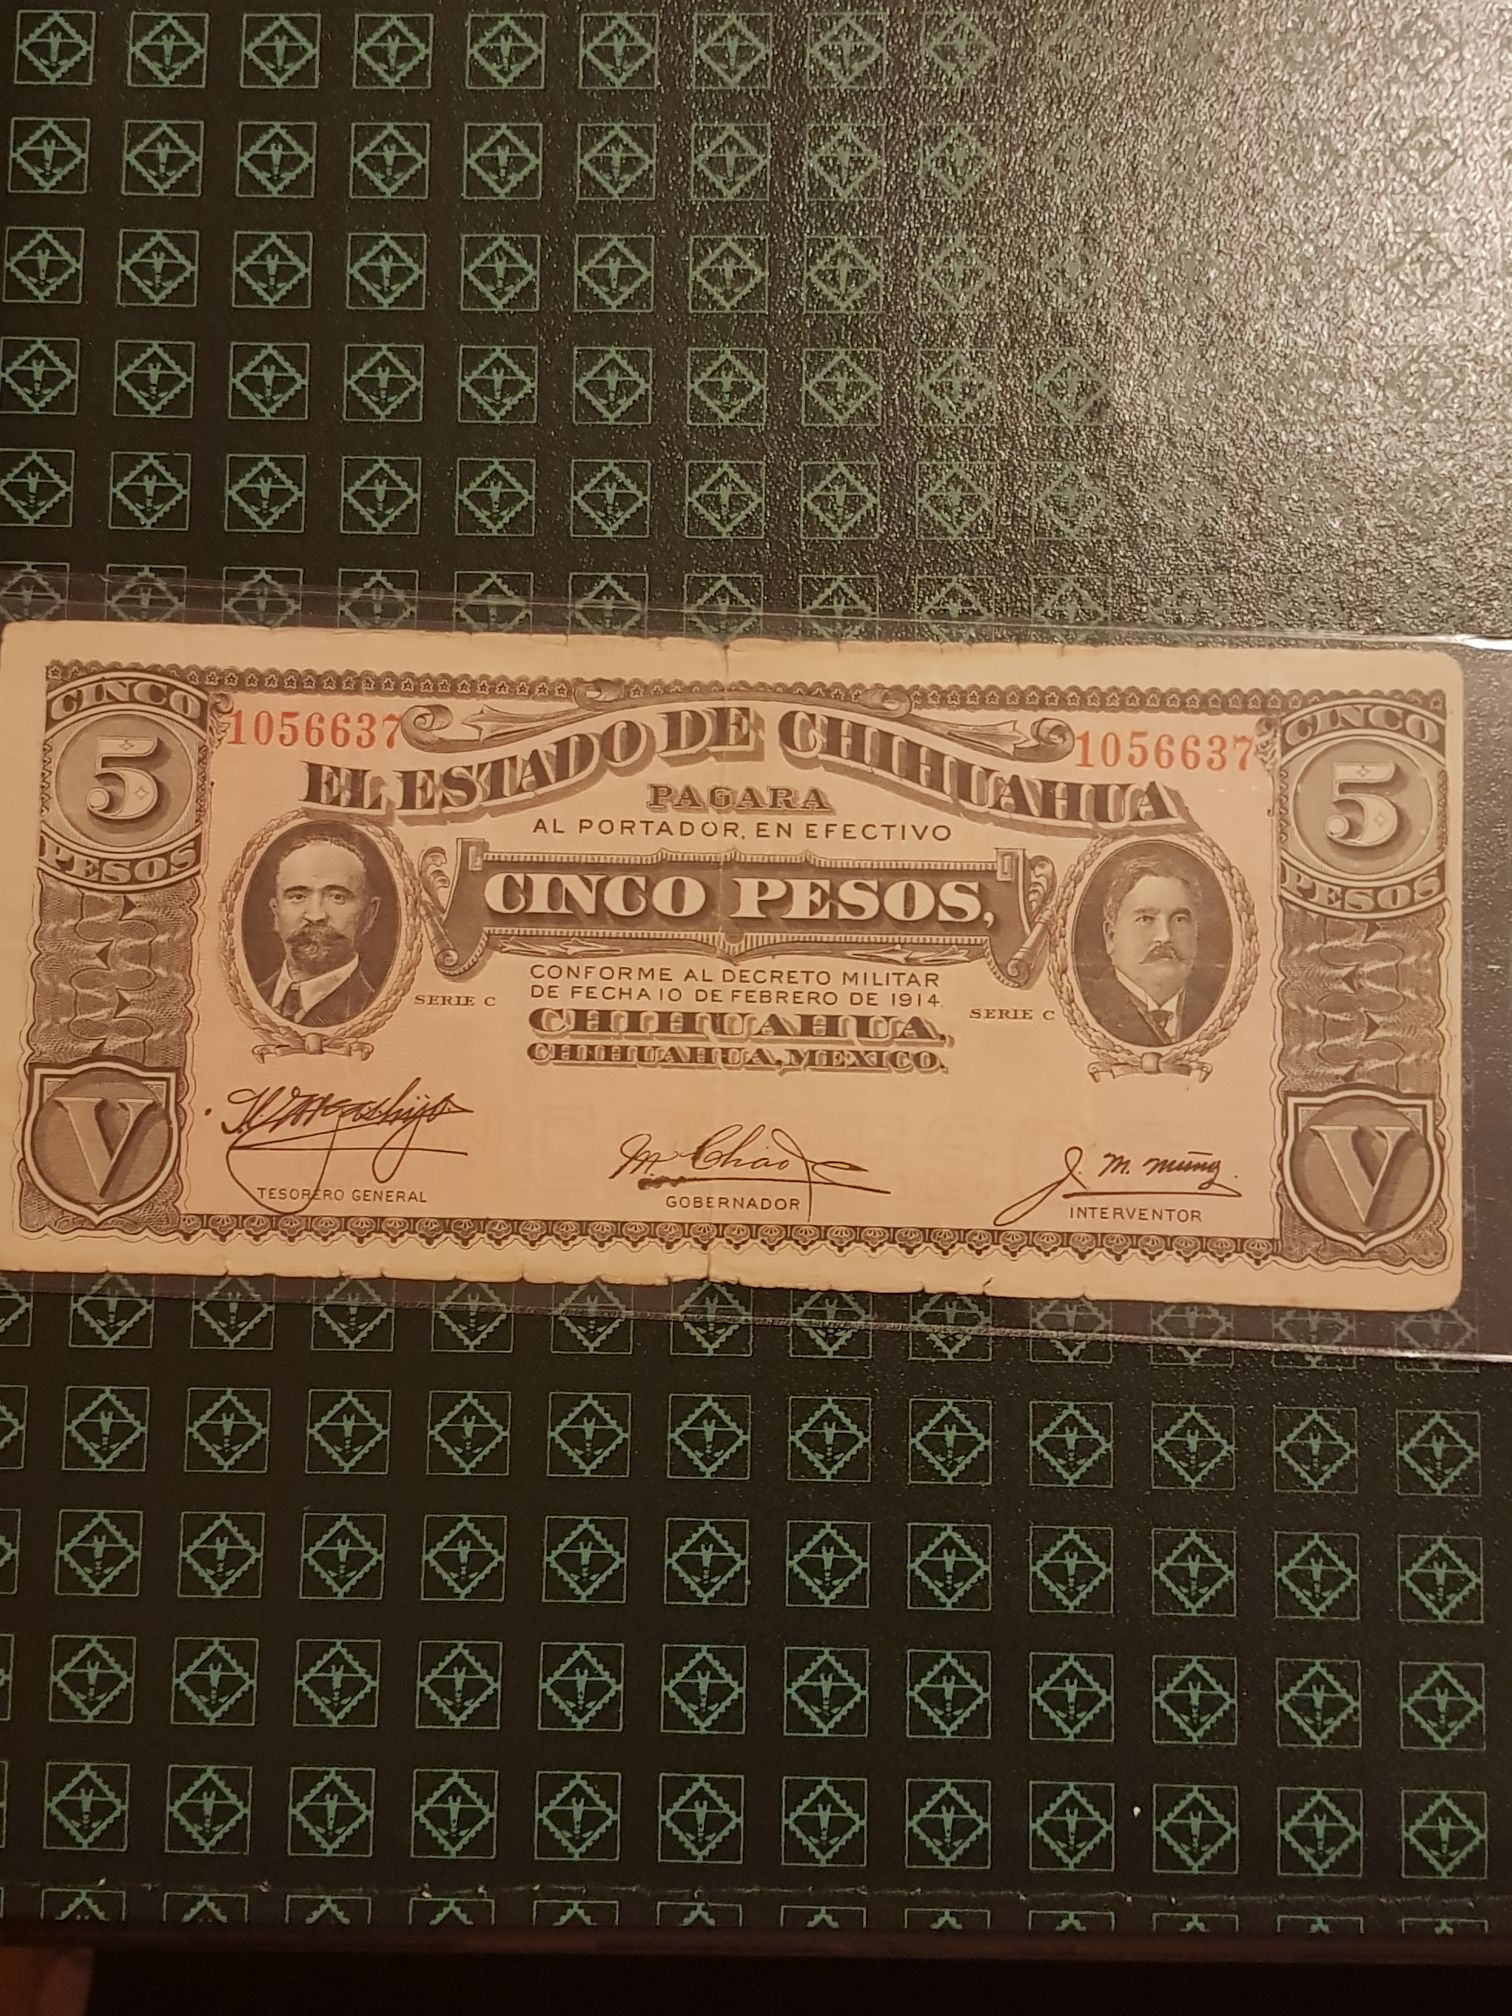 CINCO
5
PESOS
1056637
EL ESTADO DE CHIHUAHUA
1056637
CINCO
5
PESOS
PAGARA
AL PORTADOR, EN EFECTIVO
CINCO PESOS,
CONFORME AL DECRETO MILITAR
DE FECHA 10 DE FEBRERO DE 1914.
SERIE C
SERIE C
CHIHUAHUA,
CHIHUAHUA, MEXICO.
V
V
M. Chao
J. M. Muñoz.
TESORERO GENERAL
GOBERNADOR
INTERVENTOR